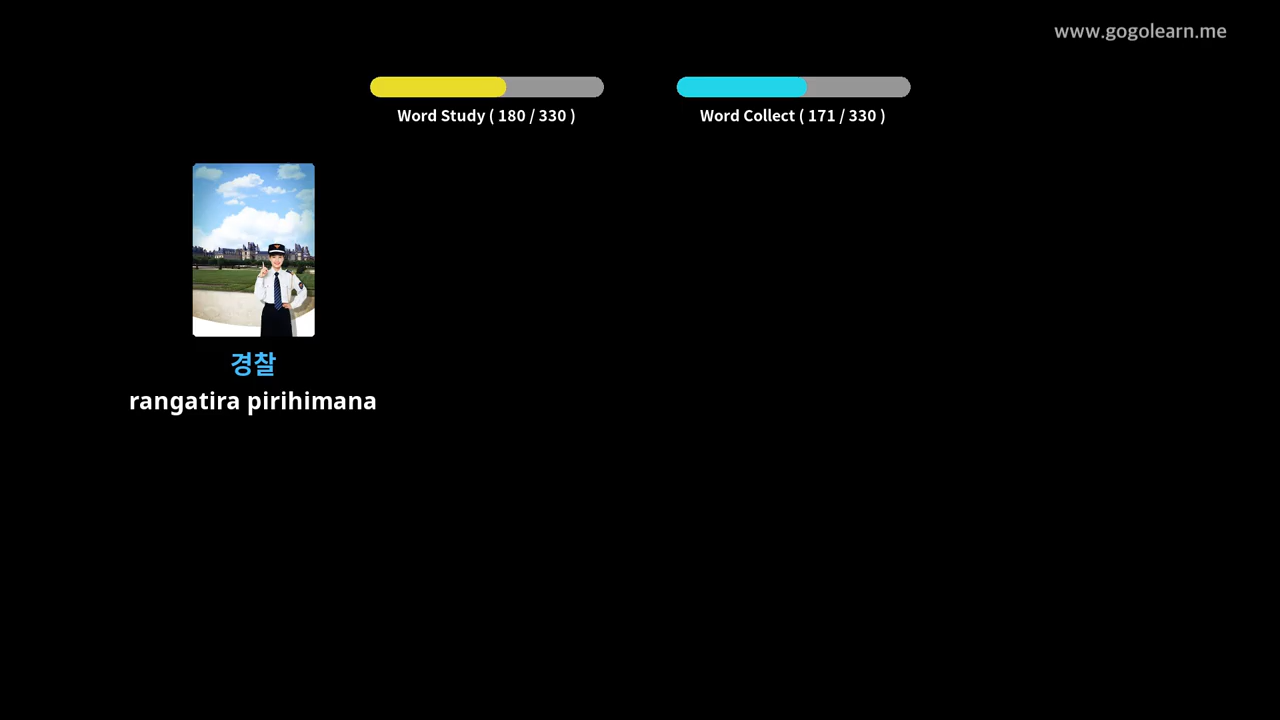 www.gogolearn.me
Word Study ( 180 / 330 )
Word Collect ( 171 / 330 )
경찰
rangatira pirihimana